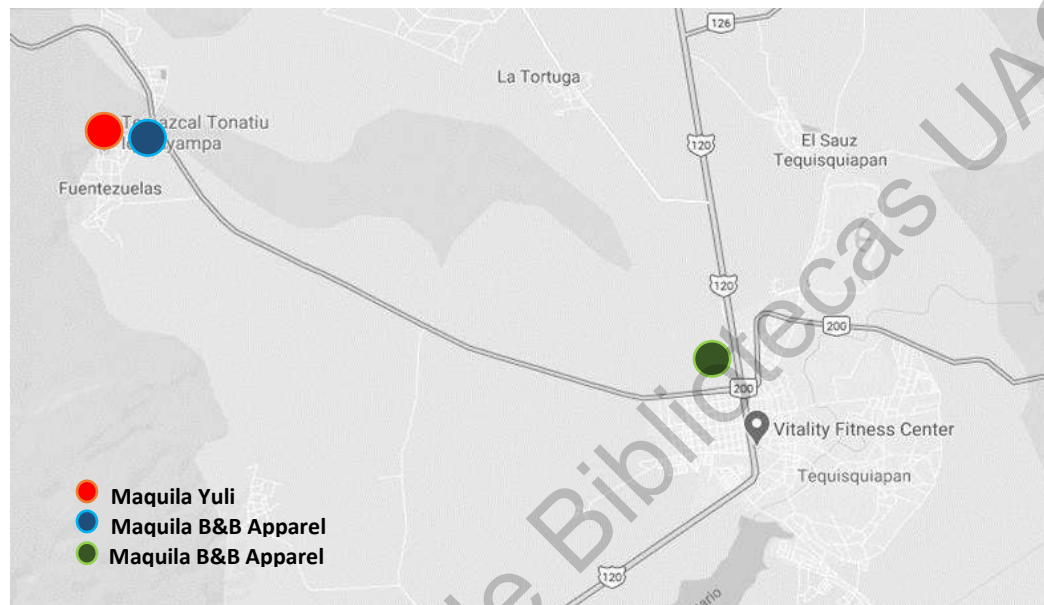 126
La Tortuga
120
El Sauz
Tequisquiapan
Fuentezuelas
120
200
200
Vitality Fitness Center
Tequisquiapan
Maquila Yuli
Maquila B&B Apparel
Maquila B&B Apparel
120
de Bibliotecas UA